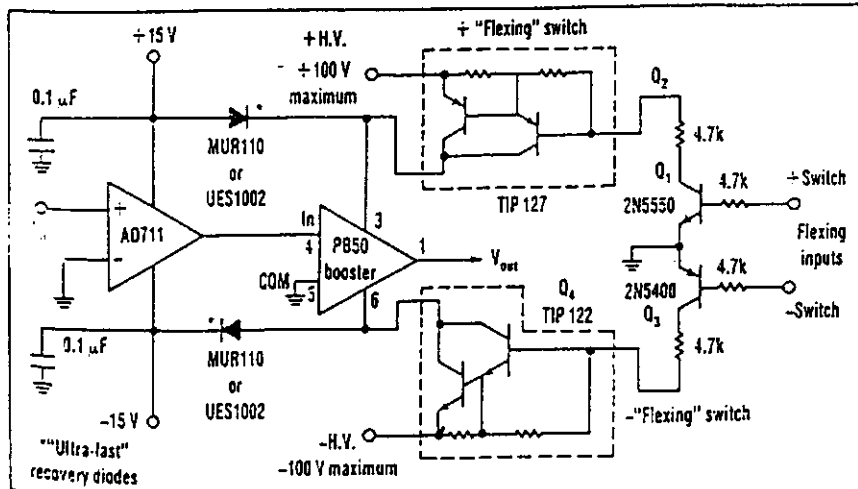 +15 V
0.1 µF
MUR110
or
UES1002
+
-
AD711
+H.V.
+100 V
maximum
+ "Flexing" switch
TIP 127
Q2
4.7k
Q1
2N5550
4.7k
+Switch
Flexing
inputs
2N5400
Q3
4.7k
-Switch
4.7k
In
4
3
PB50
booster
1
Vout
COM
5
6
Q4
TIP 122
0.1 µF
MUR110
or
UES1002
-15 V
*"Ultra-fast"
recovery diodes
-H.V.
-100 V maximum
-"Flexing" switch